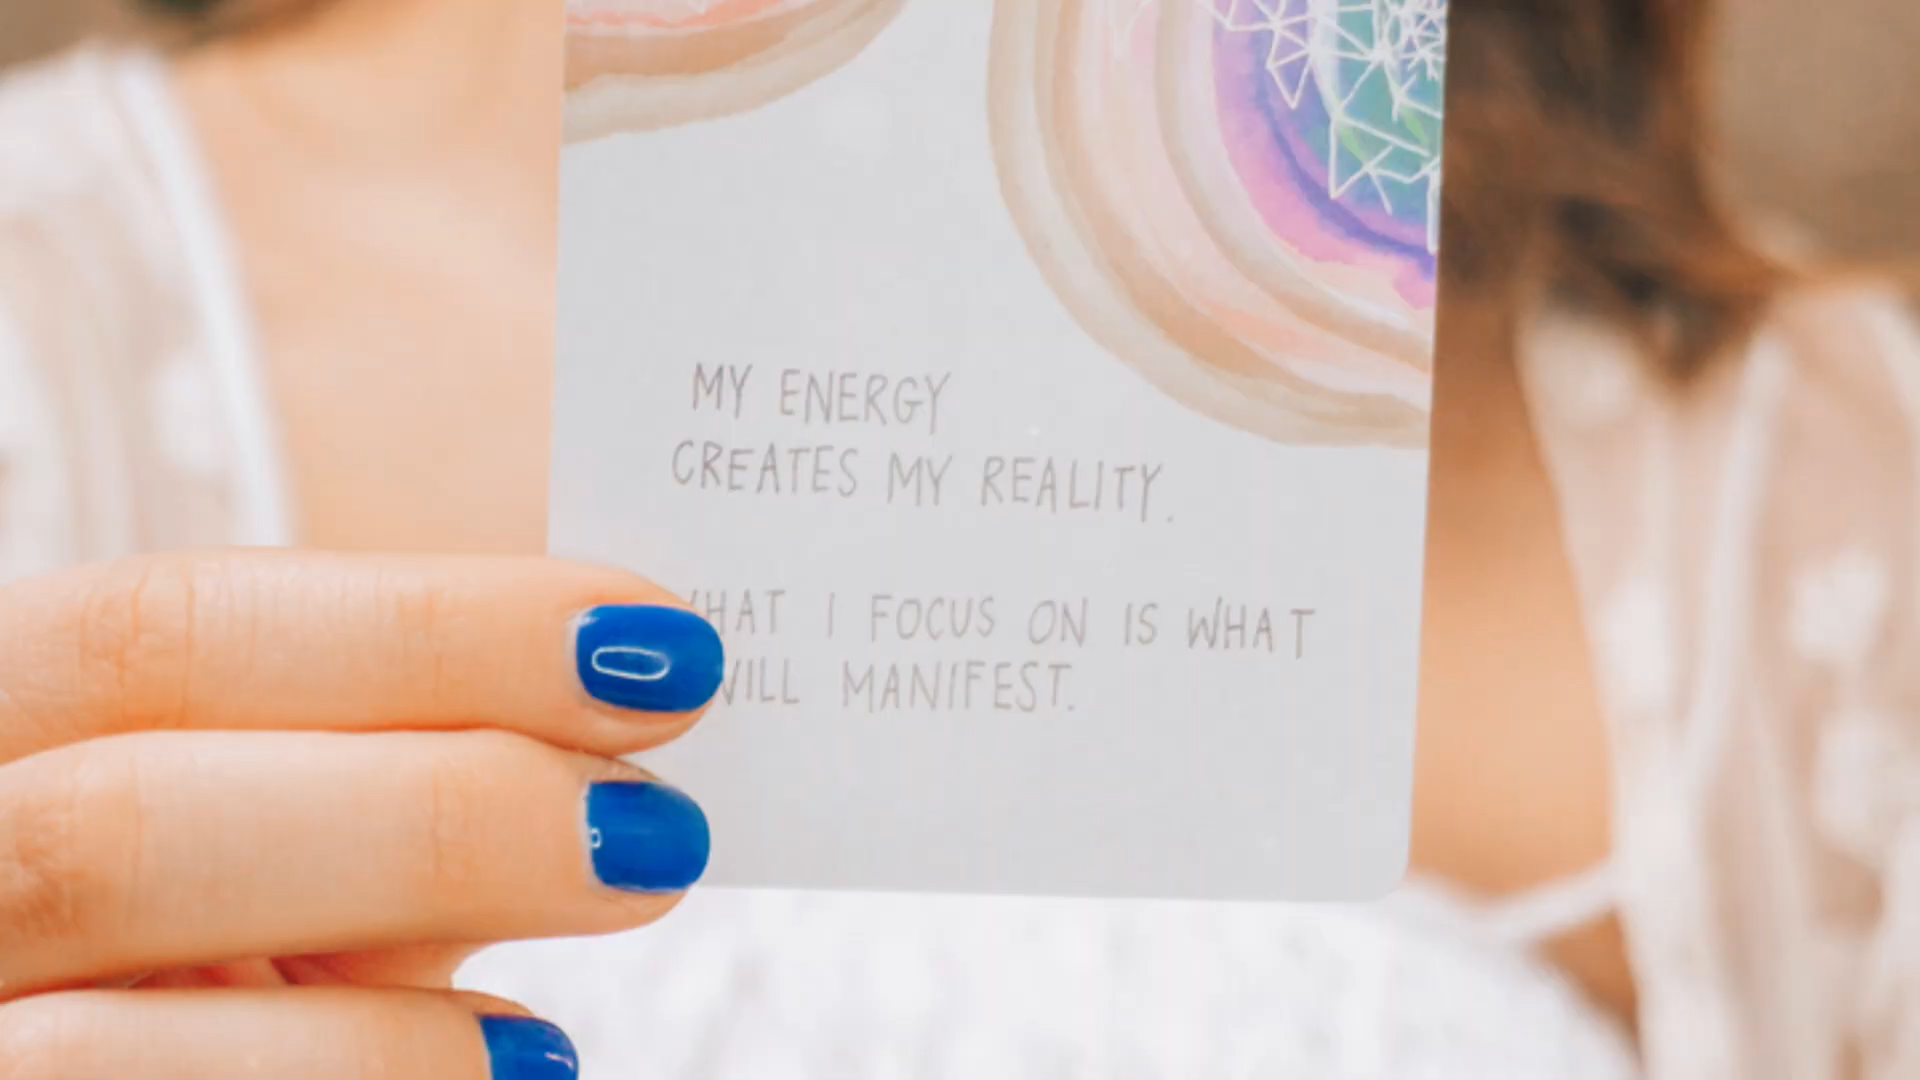 MY ENERGY
CREATES MY REALITY.
WHAT I FOCUS ON IS WHAT
WILL MANIFEST.